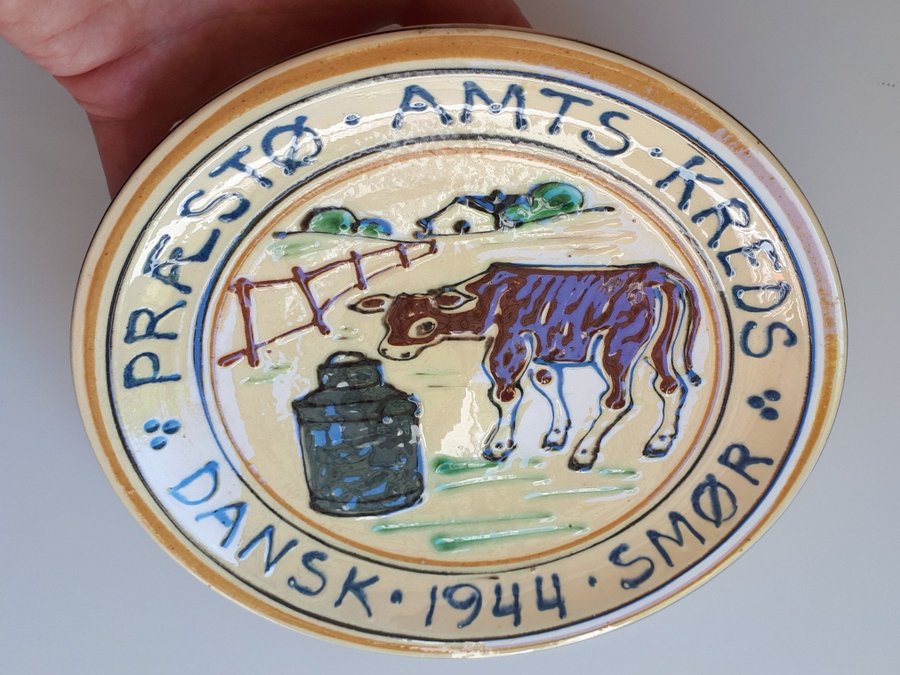 PRÆSTØ · AMTS · KREDS
DANSK · 1944 · SMØR